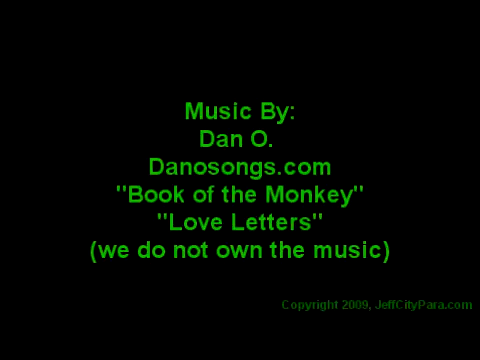 Music By:
Dan O.
Danosongs.com
"Book of the Monkey"
"Love Letters"
(we do not own the music)
Copyright 2009, JeffCityPara.com